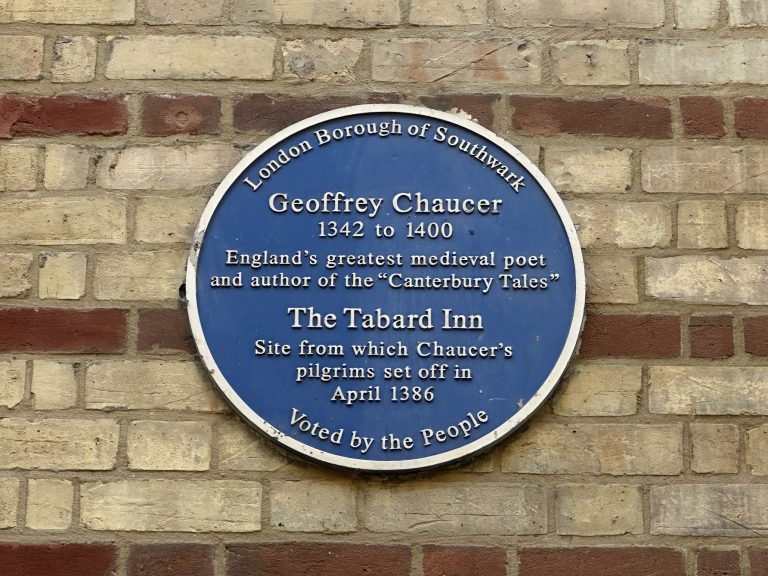 London Borough of Southwark
Geoffrey Chaucer
1342 to 1400
England's greatest medieval poet
and author of the "Canterbury Tales"
The Tabard Inn
Site from which Chaucer's
pilgrims set off in
April 1386
Voted by the People